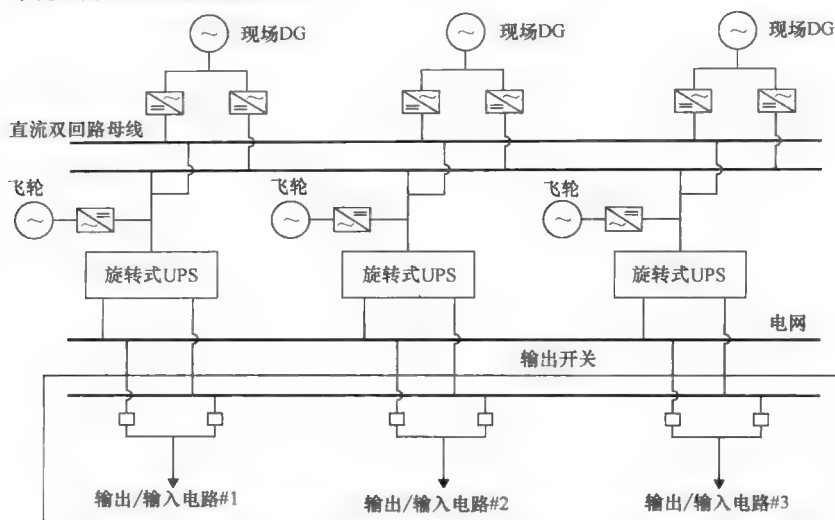 现场DG
现场DG
现场DG
直流双回路母线
飞轮
飞轮
飞轮
旋转式UPS
旋转式UPS
旋转式UPS
电网
输出开关
输出/输入电路#1
输出/输入电路#2
输出/输入电路#3